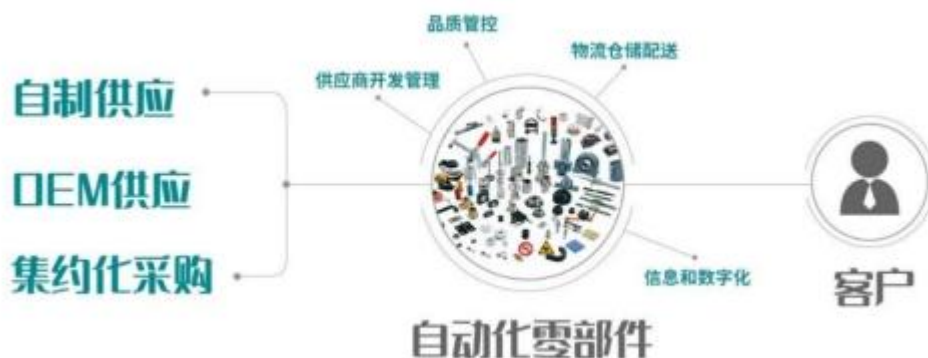 品质管控
物流仓储配送
供应商开发管理
自制供应
OEM供应
集约化采购
信息和数字化
客户
自动化零部件